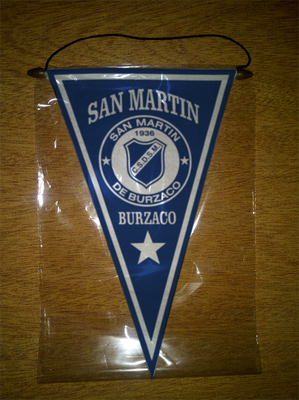 SAN MARTIN
SAN MARTIN
1936
C.S.D.S.M.
DE BURZACO
BURZACO